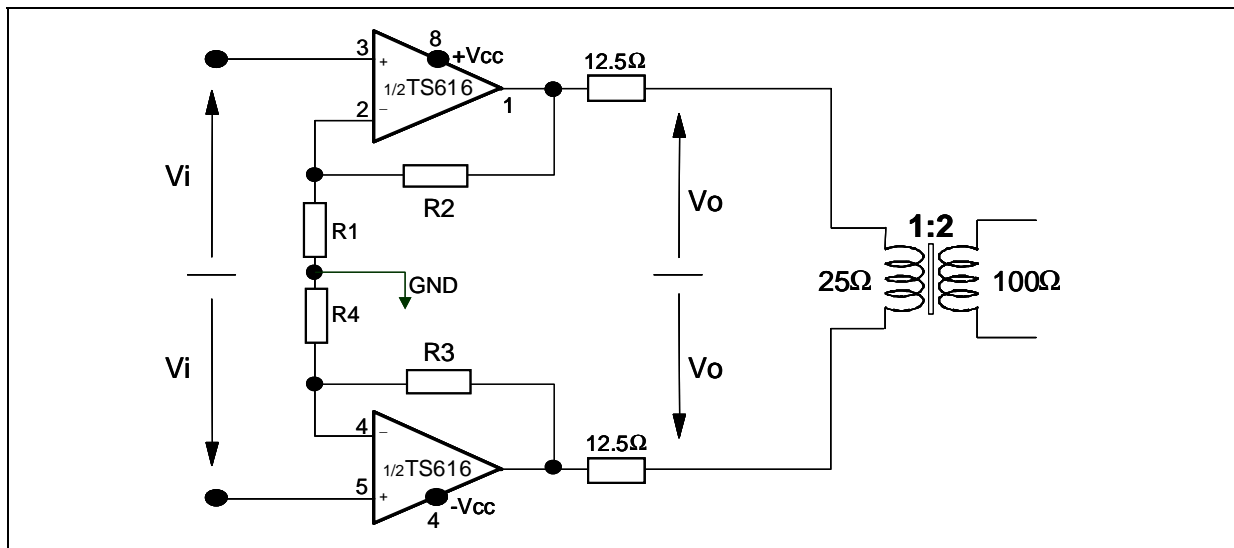 8
+Vcc
3
+
1/2TS616
2
−
1
12.5Ω
Vi
R2
Vo
R1
1:2
GND
25Ω
100Ω
R4
Vi
R3
Vo
4
−
1/2TS616
12.5Ω
5
+
-Vcc
4